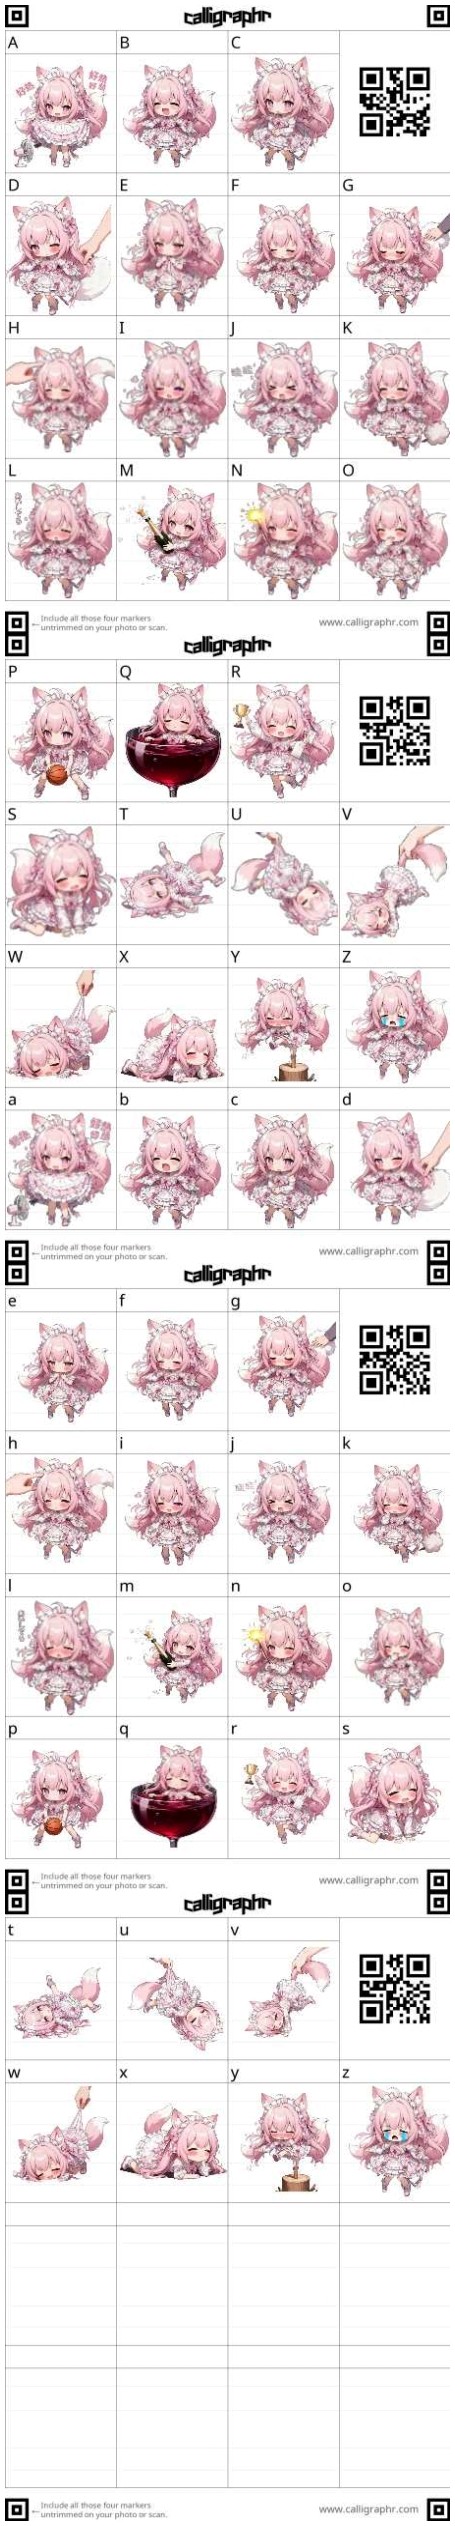 calligraphr
A B C
D E F G
H I J K
L M N O
←Include all those four markers
untrimmed on your photo or scan.
www.calligraphr.com
calligraphr
P Q R
S T U V
W X Y Z
a b c d
←Include all those four markers
untrimmed on your photo or scan.
www.calligraphr.com
calligraphr
e f g
h i j k
l m n o
p q r s
←Include all those four markers
untrimmed on your photo or scan.
www.calligraphr.com
calligraphr
t u v
w x y z
←Include all those four markers
untrimmed on your photo or scan.
www.calligraphr.com